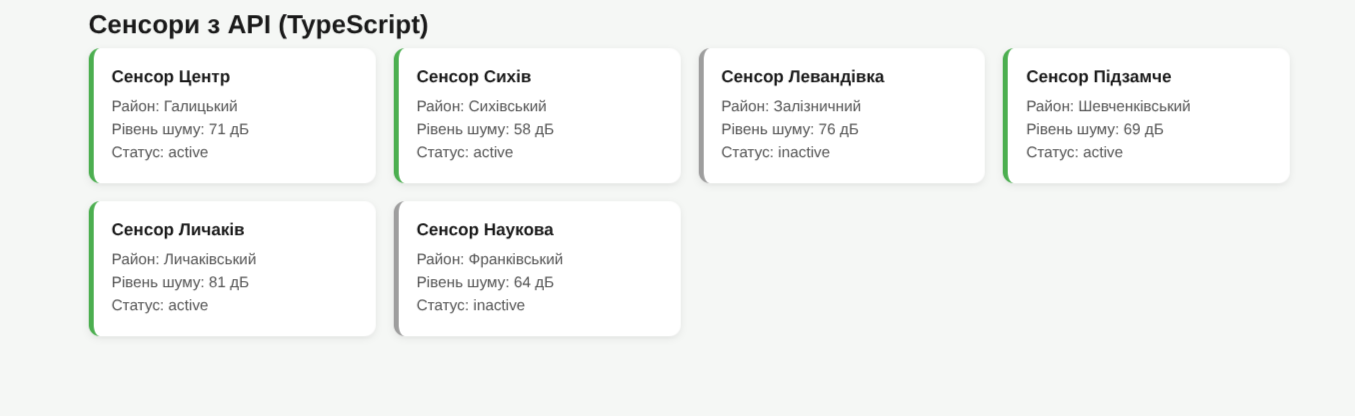 Сенсори з API (TypeScript)
Сенсор Центр
Район: Галицький
Рівень шуму: 71 дБ
Статус: active
Сенсор Сихів
Район: Сихівський
Рівень шуму: 58 дБ
Статус: active
Сенсор Левандівка
Район: Залізничний
Рівень шуму: 76 дБ
Статус: inactive
Сенсор Підзамче
Район: Шевченківський
Рівень шуму: 69 дБ
Статус: active
Сенсор Личаків
Район: Личаківський
Рівень шуму: 81 дБ
Статус: active
Сенсор Наукова
Район: Франківський
Рівень шуму: 64 дБ
Статус: inactive